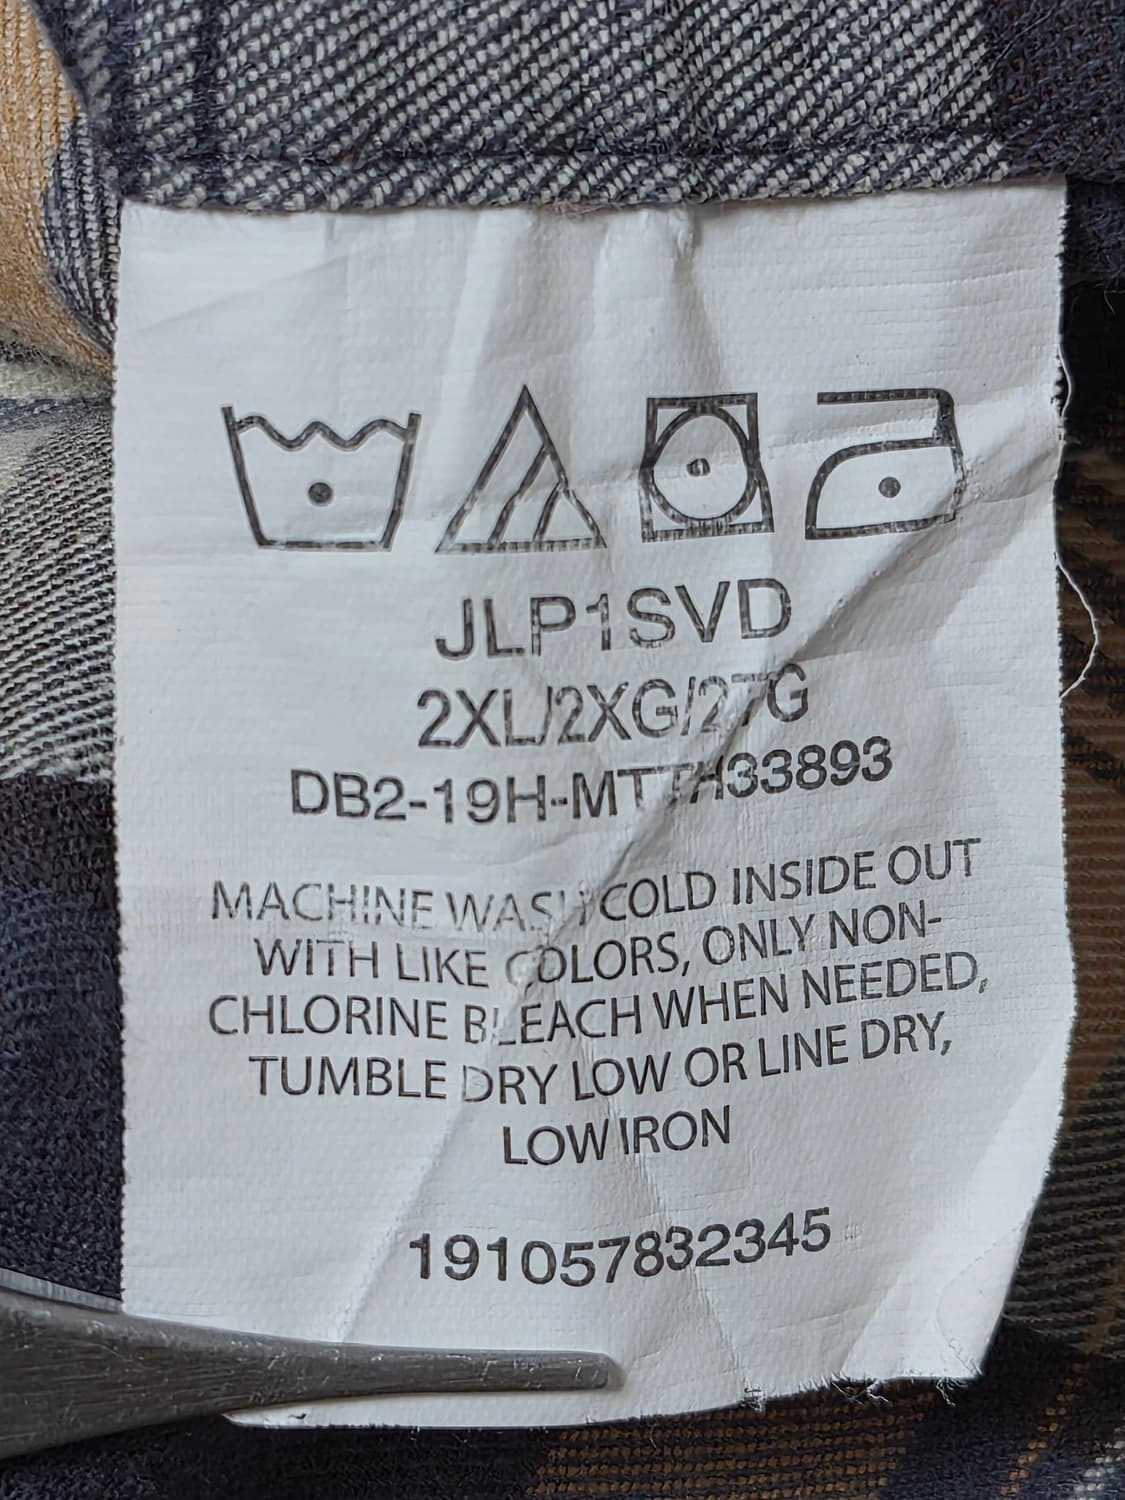 JLP1SVD
2XL/2XG/2TG
DB2-19H-MTTH33893
MACHINE WASH COLD INSIDE OUT
WITH LIKE COLORS, ONLY NON-
CHLORINE BLEACH WHEN NEEDED,
TUMBLE DRY LOW OR LINE DRY,
LOW IRON
191057832345